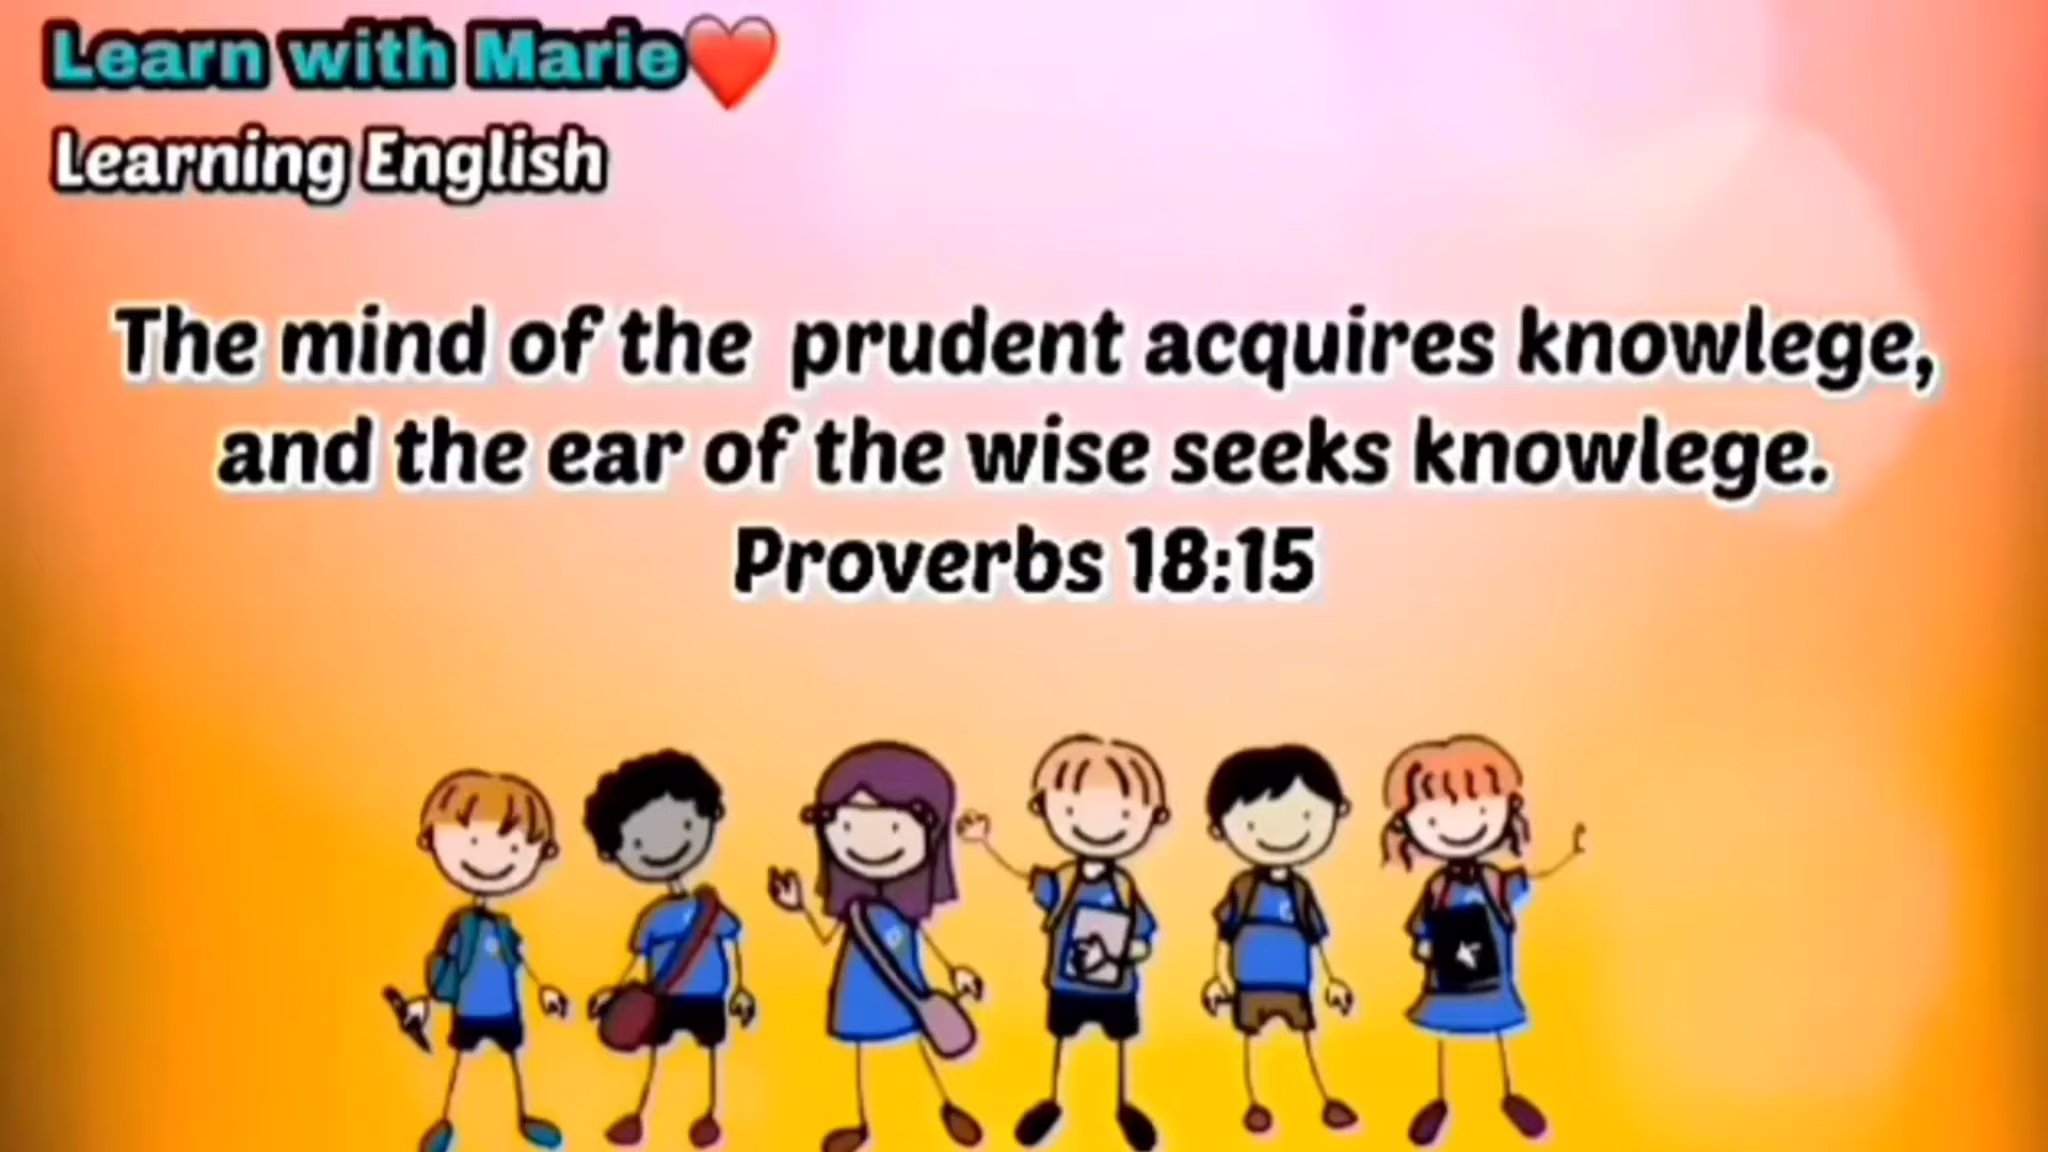 Learn with Marie❤️
Learning English
The mind of the prudent acquires knowlege,
and the ear of the wise seeks knowlege.
Proverbs 18:15